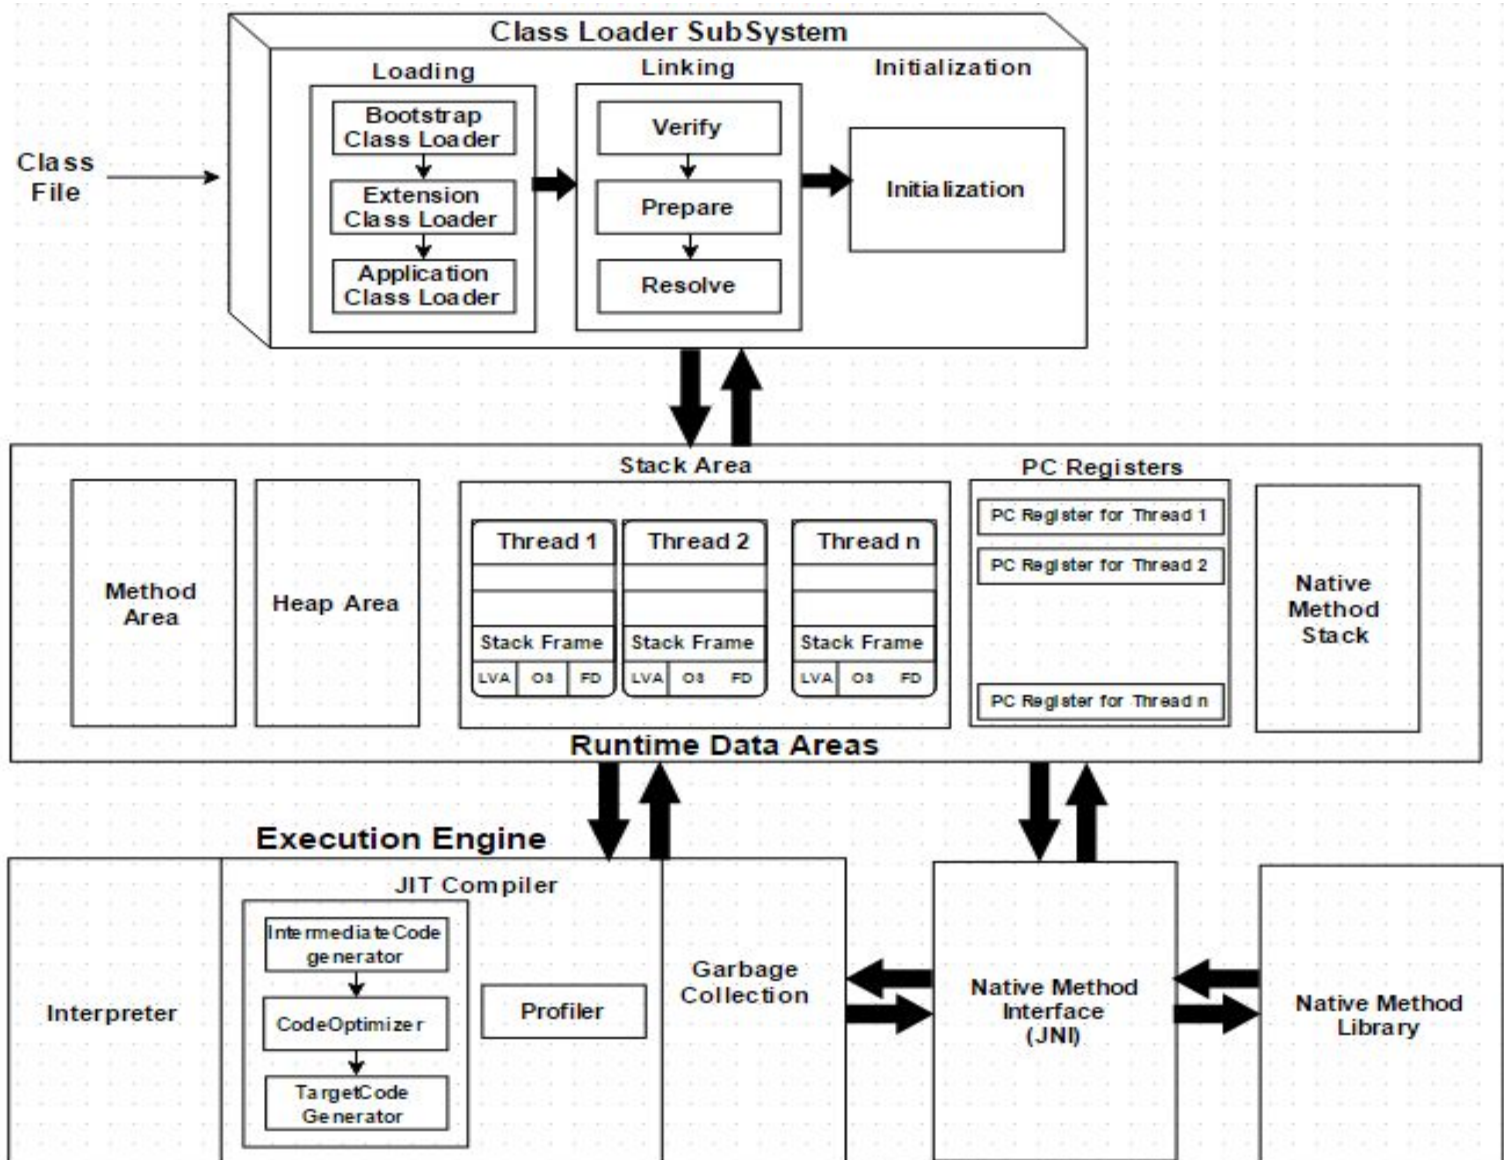 Class Loader SubSystem
Loading
Linking
Initialization
Class
File
Bootstrap
Class Loader
Extension
Class Loader
Application
Class Loader
Verify
Prepare
Resolve
Initialization
Stack Area
PC Registers
Method
Area
Heap Area
Thread 1
Stack Frame
LVA OS FD
Thread 2
Stack Frame
LVA OS FD
Thread n
Stack Frame
LVA OS FD
PC Register for Thread 1
PC Register for Thread 2
PC Register for Thread n
Native
Method
Stack
Runtime Data Areas
Execution Engine
Interpreter
JIT Compiler
IntermediateCode
generator
CodeOptimizer
TargetCode
Generator
Profiler
Garbage
Collection
Native Method
Interface
(JNI)
Native Method
Library